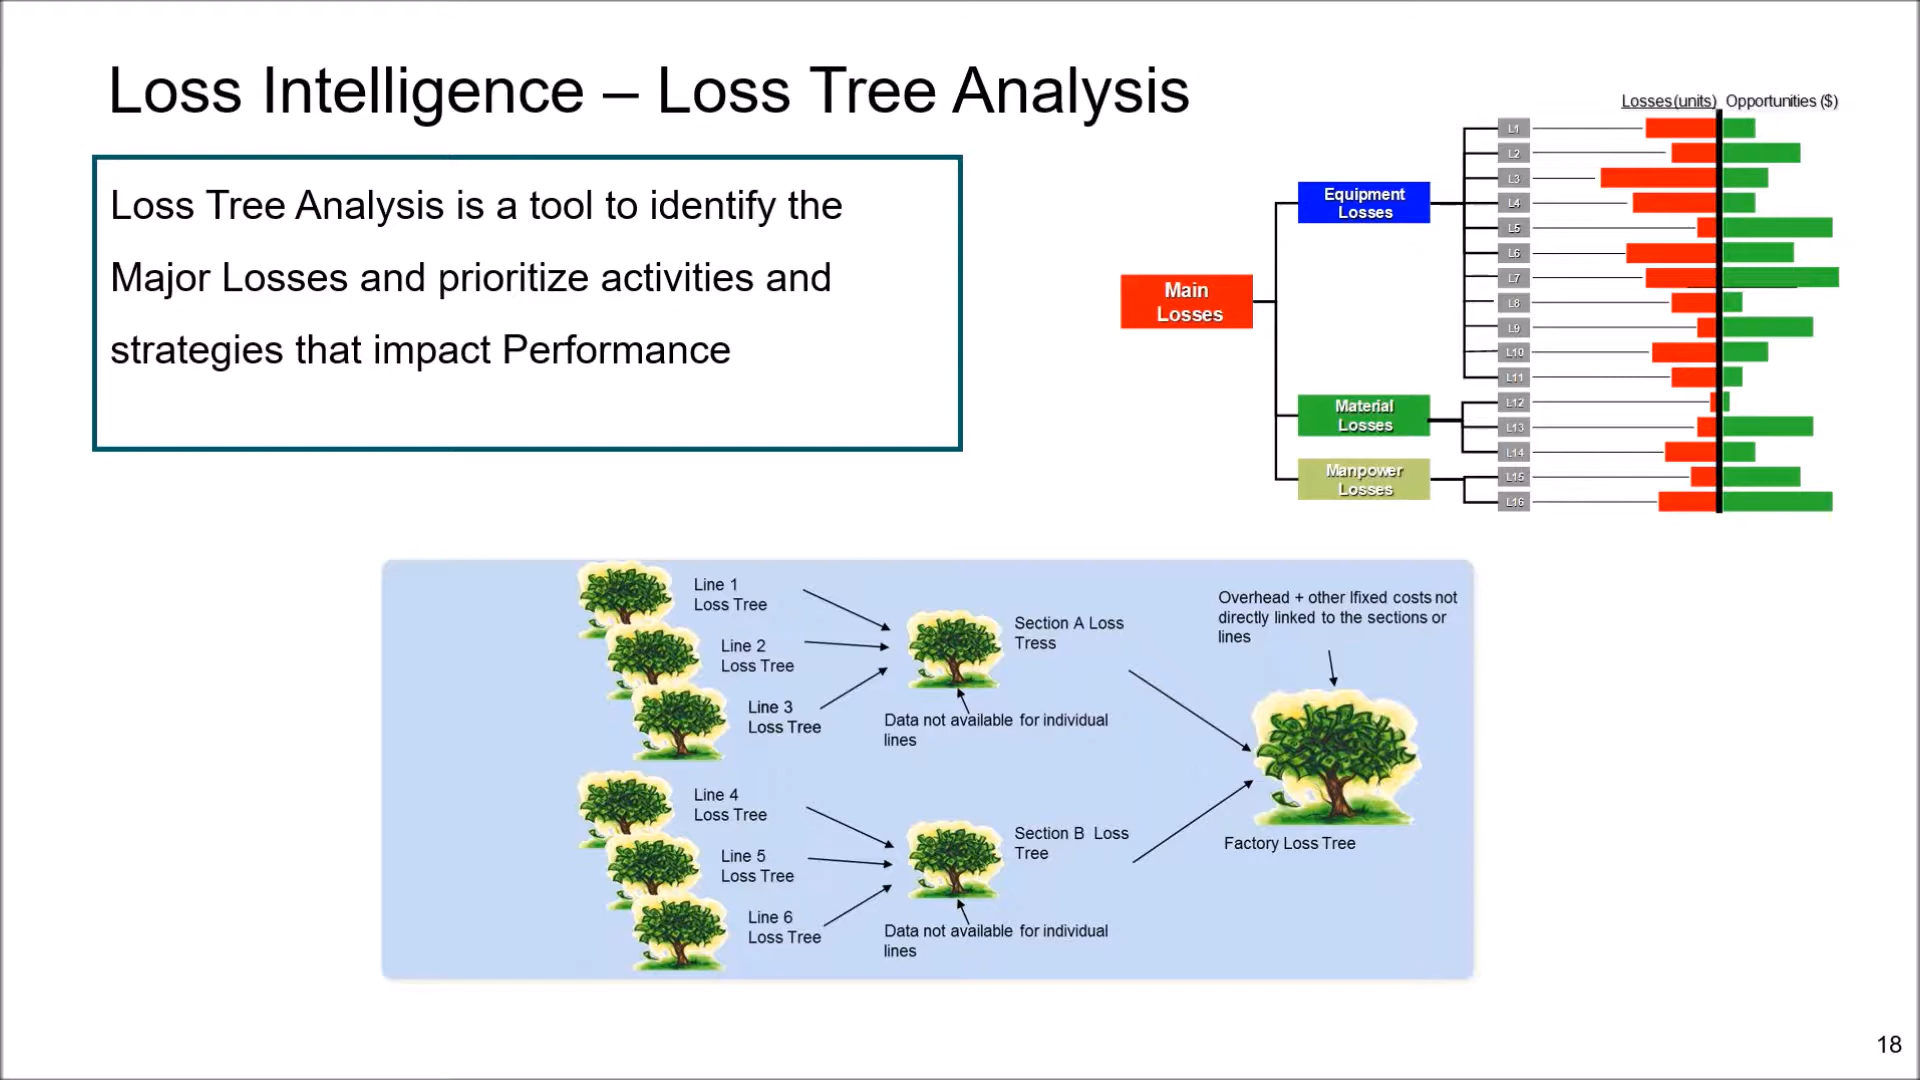 Loss Intelligence – Loss Tree Analysis
Loss Tree Analysis is a tool to identify the
Major Losses and prioritize activities and
strategies that impact Performance
Losses(units) Opportunities ($)
Main
Losses
Equipment
Losses
Material
Losses
Manpower
Losses
L1
L2
L3
L4
L5
L6
L7
L8
L9
L10
L11
L12
L13
L14
L15
L16
Line 1
Loss Tree
Line 2
Loss Tree
Line 3
Loss Tree
Section A Loss
Tress
Data not available for individual
lines
Line 4
Loss Tree
Line 5
Loss Tree
Line 6
Loss Tree
Section B Loss
Tree
Data not available for individual
lines
Overhead + other lfixed costs not
directly linked to the sections or
lines
Factory Loss Tree
18